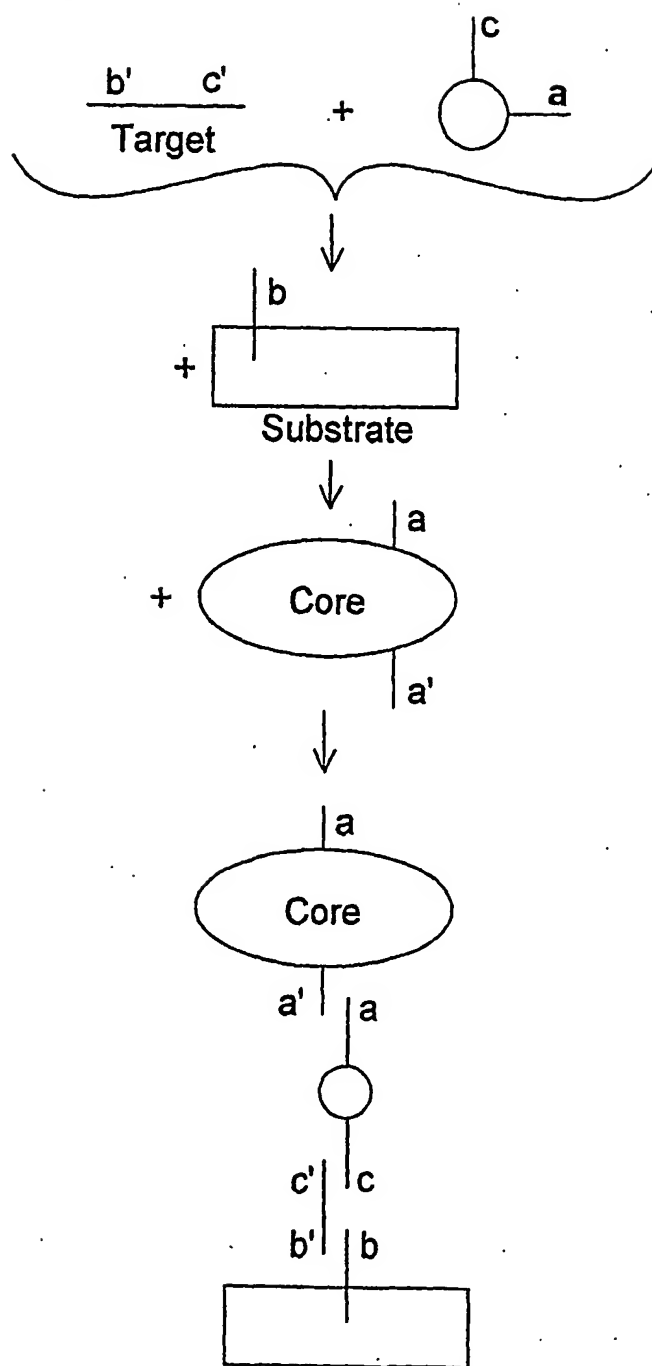 c
b' c' + a
Target
b
+
Substrate
a
+ Core
a'
a
Core
a' a
c' c
b' b